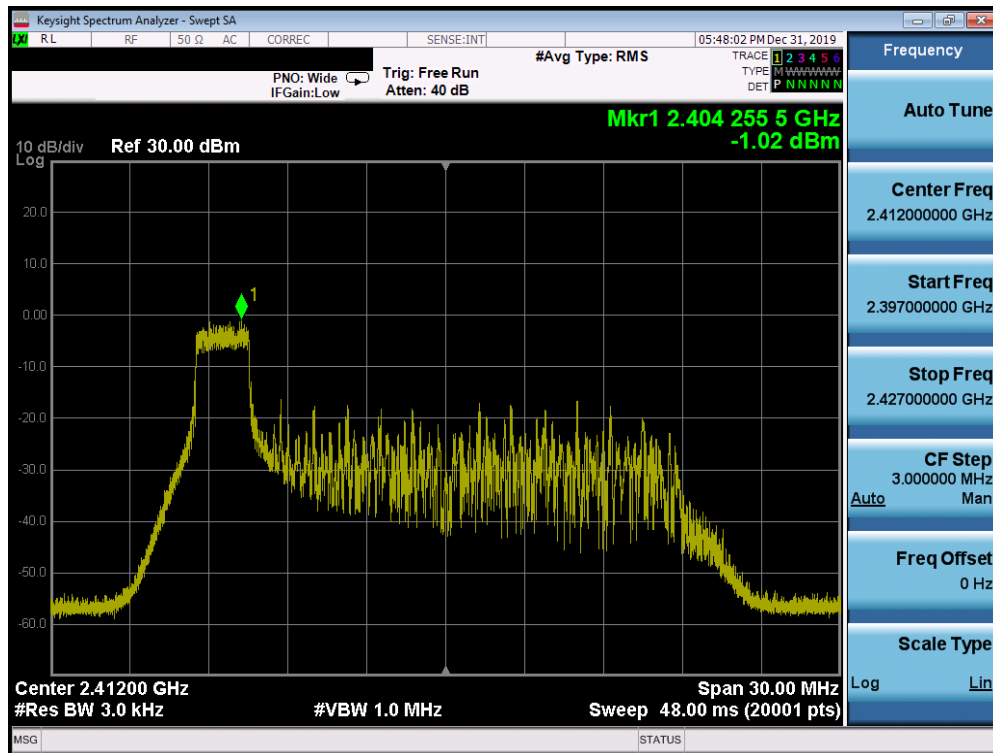 Keysight Spectrum Analyzer - Swept SA
LXI RL RF 50 Ω AC CORREC SENSE:INT 05:48:02 PM Dec 31, 2019
Frequency
#Avg Type: RMS
TRACE 1 2 3 4 5 6
PNO: Wide Trig: Free Run
TYPE M W W W W W
IFGain:Low Atten: 40 dB
DET P N N N N N
Auto Tune
Mkr1 2.404 255 5 GHz
-1.02 dBm
10 dB/div Ref 30.00 dBm
Log
20.0
10.0
0.00
-10.0
-20.0
-30.0
-40.0
-50.0
-60.0
1
Center Freq
2.412000000 GHz
Start Freq
2.397000000 GHz
Stop Freq
2.427000000 GHz
CF Step
3.000000 MHz
Auto Man
Freq Offset
0 Hz
Scale Type
Log Lin
Center 2.41200 GHz Span 30.00 MHz
#Res BW 3.0 kHz #VBW 1.0 MHz Sweep 48.00 ms (20001 pts)
MSG STATUS